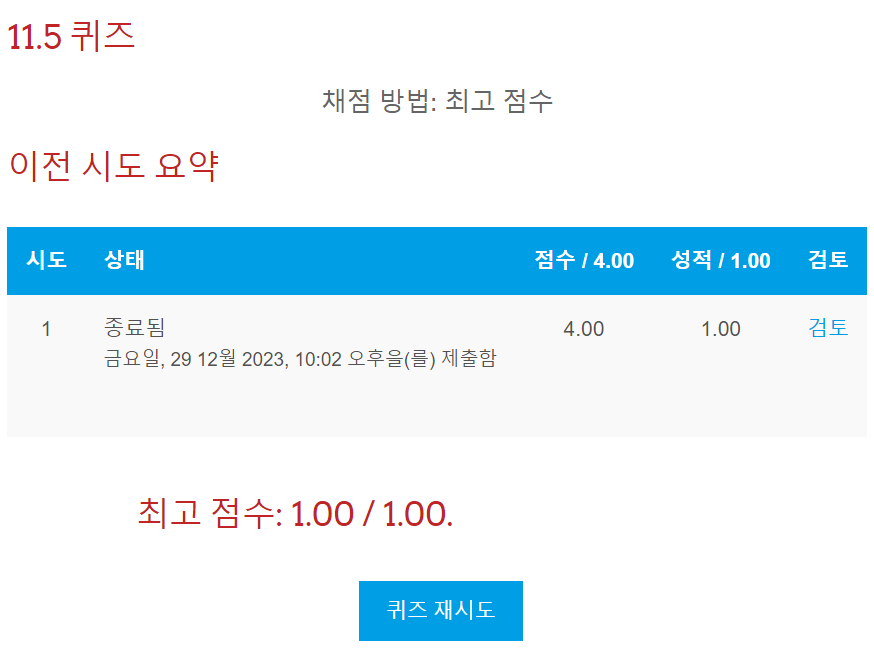 11.5 퀴즈
채점 방법: 최고 점수
이전 시도 요약
시도 상태 점수 / 4.00 성적 / 1.00 검토
1 종료됨 4.00 1.00 검토
금요일, 29 12월 2023, 10:02 오후을(를) 제출함
최고 점수: 1.00 / 1.00.
퀴즈 재시도